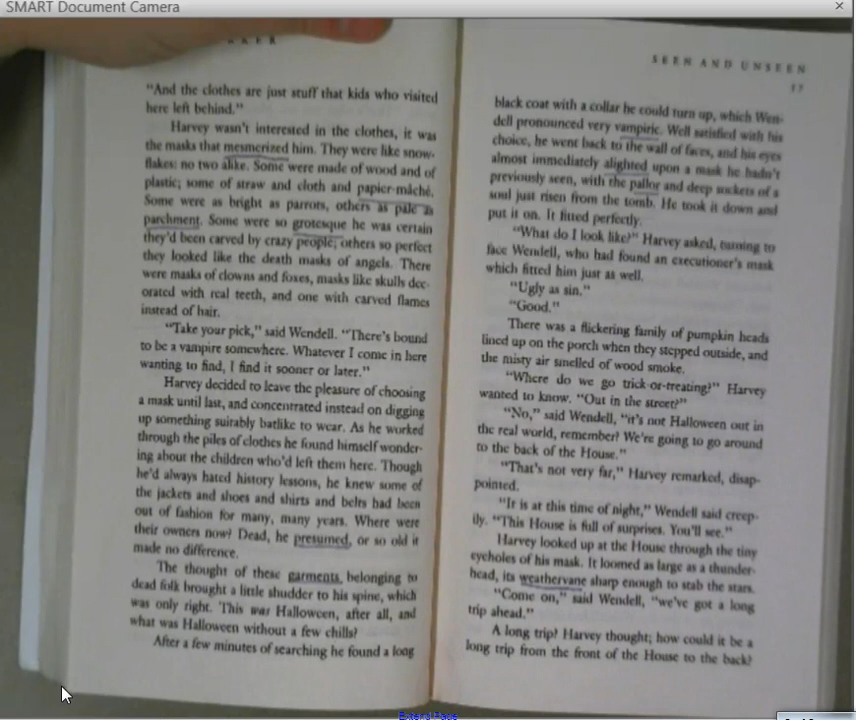 SMART Document Camera
"And the clothes are just stuff that kids who visited
here left behind."
Harvey wasn't interested in the clothes, it was
the masks that mesmerized him. They were like snow-
flakes: no two alike. Some were made of wood and of
plastic; some of straw and cloth and papier-mâché.
Some were as bright as parrots, others as pale as
parchment. Some were so grotesque he was certain
they'd been carved by crazy people; others so perfect
they looked like the death masks of angels. There
were masks of clowns and foxes, masks like skulls dec-
orated with real teeth, and one with carved flames
instead of hair.
"Take your pick," said Wendell. "There's bound
to be a vampire somewhere. Whatever I come in here
wanting to find, I find it sooner or later."
Harvey decided to leave the pleasure of choosing
a mask until last, and concentrated instead on digging
up something suitably batlike to wear. As he worked
through the piles of clothes he found himself wonder-
ing about the children who'd left them here. Though
he'd always hated history lessons, he knew some of
the jackets and shoes and shirts and belts had been
out of fashion for many, many years. Where were
their owners now? Dead, he presumed, or so old it
made no difference.
The thought of these garments belonging to
dead folk brought a little shudder to his spine, which
was only right. This was Halloween, after all, and
what was Halloween without a few chills?
After a few minutes of searching he found a long
SEEN AND UNSEEN
black coat with a collar he could turn up, which Wen-
dell pronounced very vampiric. Well satisfied with his
choice, he went back to the wall of faces, and his eyes
almost immediately alighted upon a mask he hadn't
previously seen, with the pallor and deep sockets of a
soul just risen from the tomb. He took it down and
put it on. It fitted perfectly.
"What do I look like?" Harvey asked, turning to
face Wendell, who had found an executioner's mask
which fitted him just as well.
"Ugly as sin."
"Good."
There was a flickering family of pumpkin heads
lined up on the porch when they stepped outside, and
the misty air smelled of wood smoke.
"Where do we go trick-or-treating?" Harvey
wanted to know. "Out in the street?"
"No," said Wendell, "it's not Halloween out in
the real world, remember? We're going to go around
to the back of the House."
"That's not very far," Harvey remarked, disap-
pointed.
"It is at this time of night," Wendell said creep-
ily. "This House is full of surprises. You'll see."
Harvey looked up at the House through the tiny
eyeholes of his mask. It loomed as large as a thunder-
head, its weathervane sharp enough to stab the stars.
"Come on," said Wendell, "we've got a long
trip ahead."
A long trip? Harvey thought; how could it be a
long trip from the front of the House to the back?
Extend Page